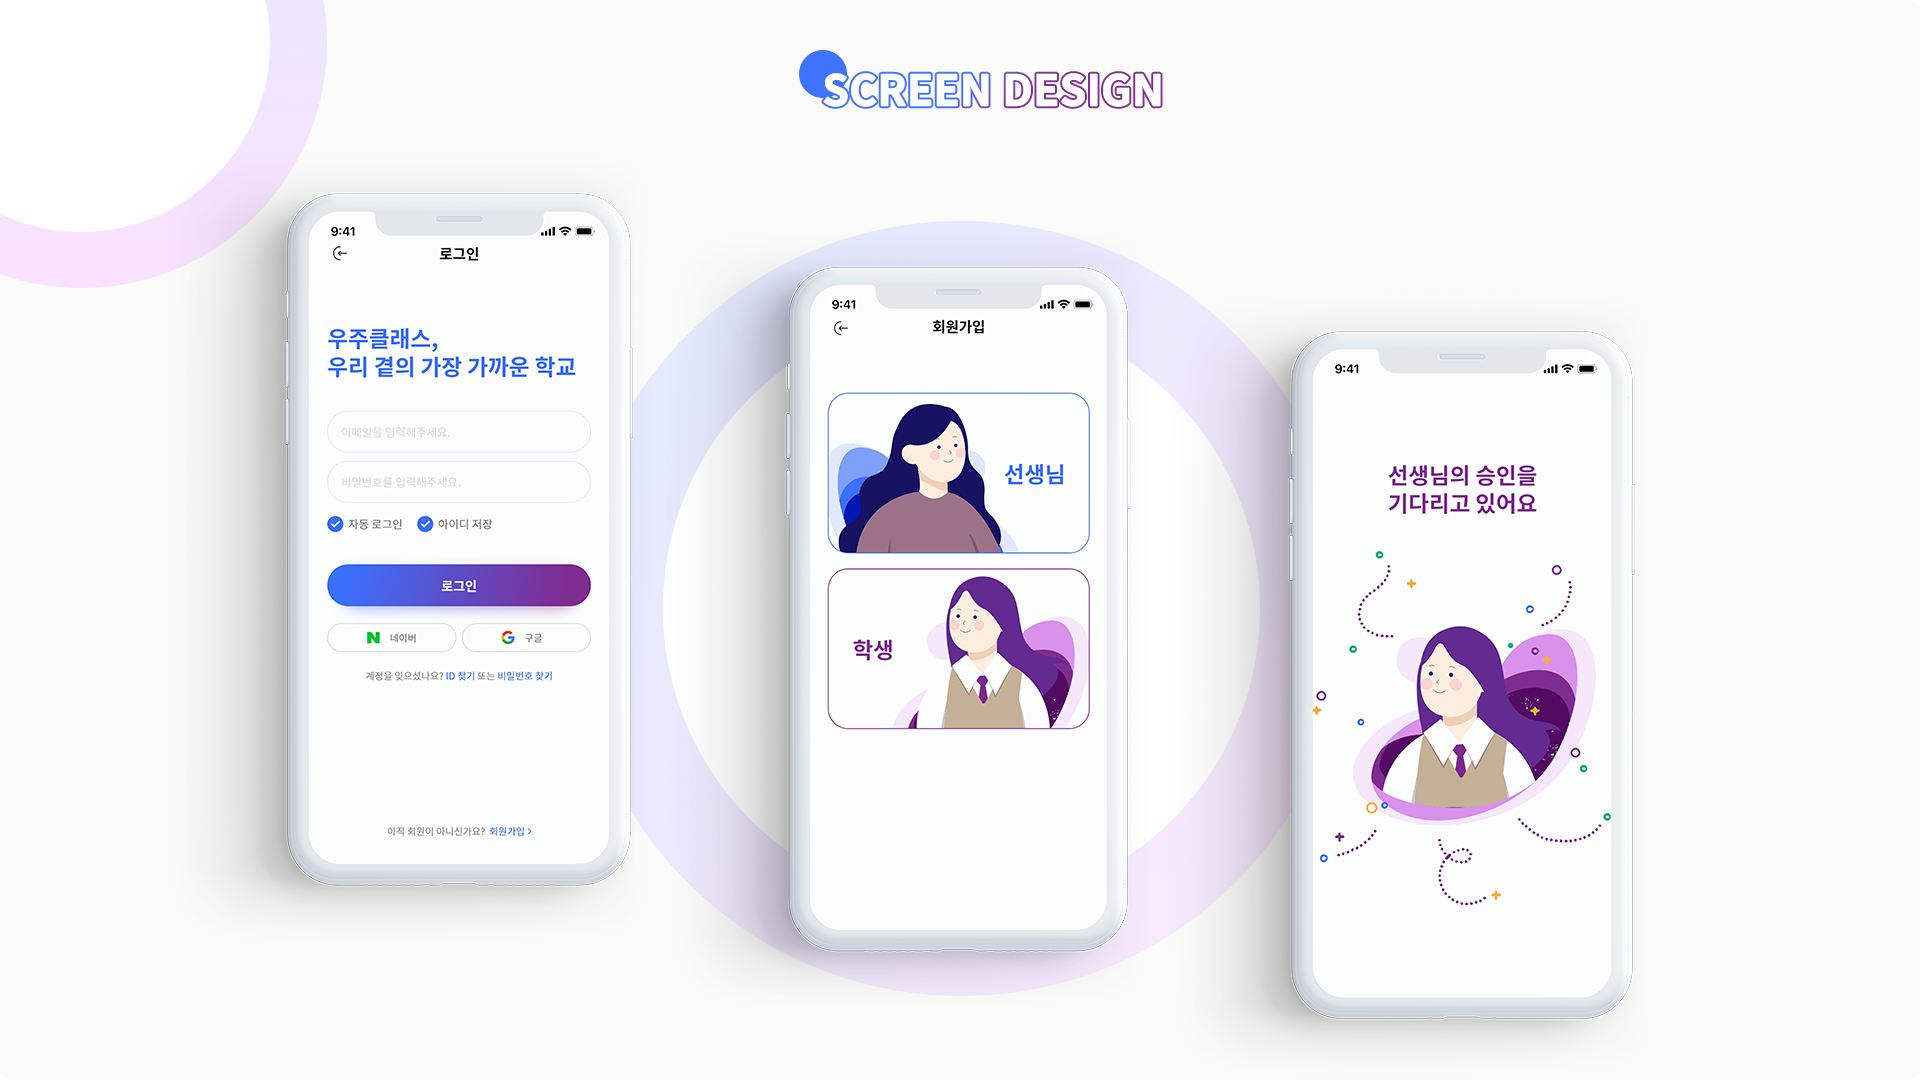 SCREEN DESIGN
9:41
로그인
우주클래스,
우리 곁의 가장 가까운 학교
이메일을 입력해주세요.
비밀번호를 입력해주세요.
자동 로그인 아이디 저장
로그인
네이버 구글
계정을 잊으셨나요? ID 찾기 또는 비밀번호 찾기
아직 회원이 아니신가요? 회원가입 >
9:41
회원가입
선생님
학생
9:41
선생님의 승인을
기다리고 있어요